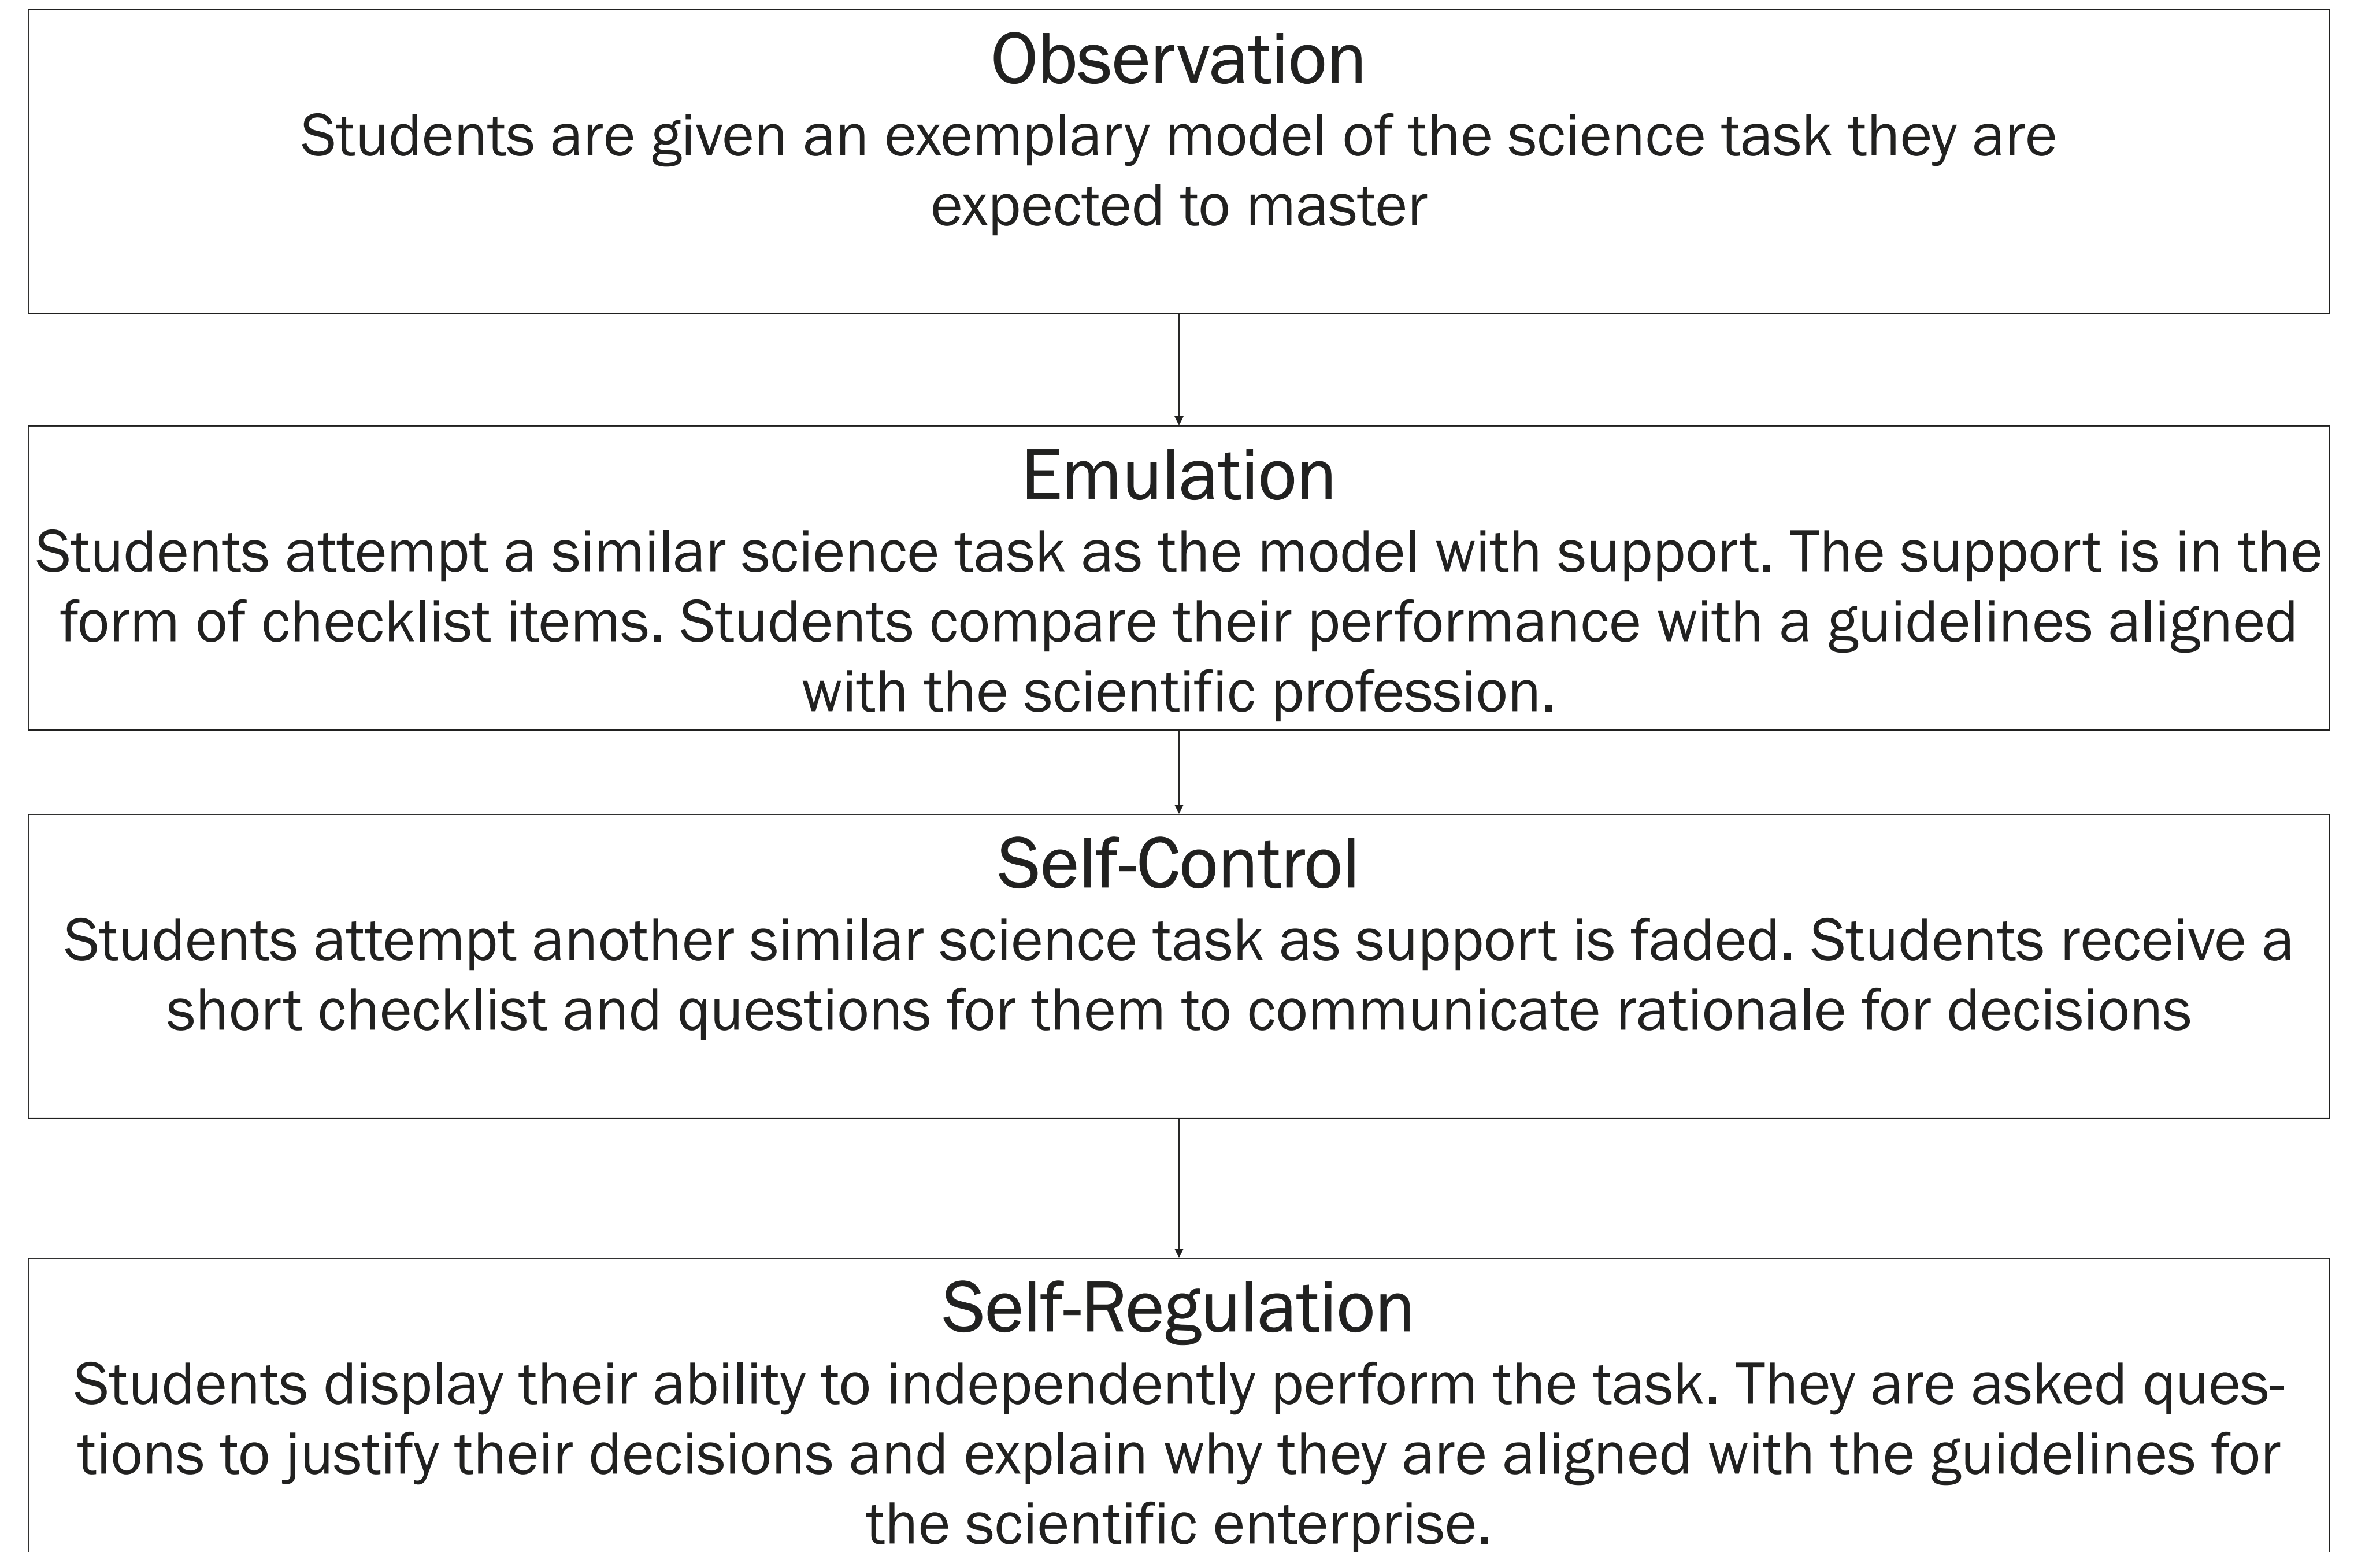 Observation
Students are given an exemplary model of the science task they are
expected to master
Emulation
Students attempt a similar science task as the model with support. The support is in the
form of checklist items. Students compare their performance with a guidelines aligned
with the scientific profession.
Self-Control
Students attempt another similar science task as support is faded. Students receive a
short checklist and questions for them to communicate rationale for decisions
Self-Regulation
Students display their ability to independently perform the task. They are asked ques-
tions to justify their decisions and explain why they are aligned with the guidelines for
the scientific enterprise.